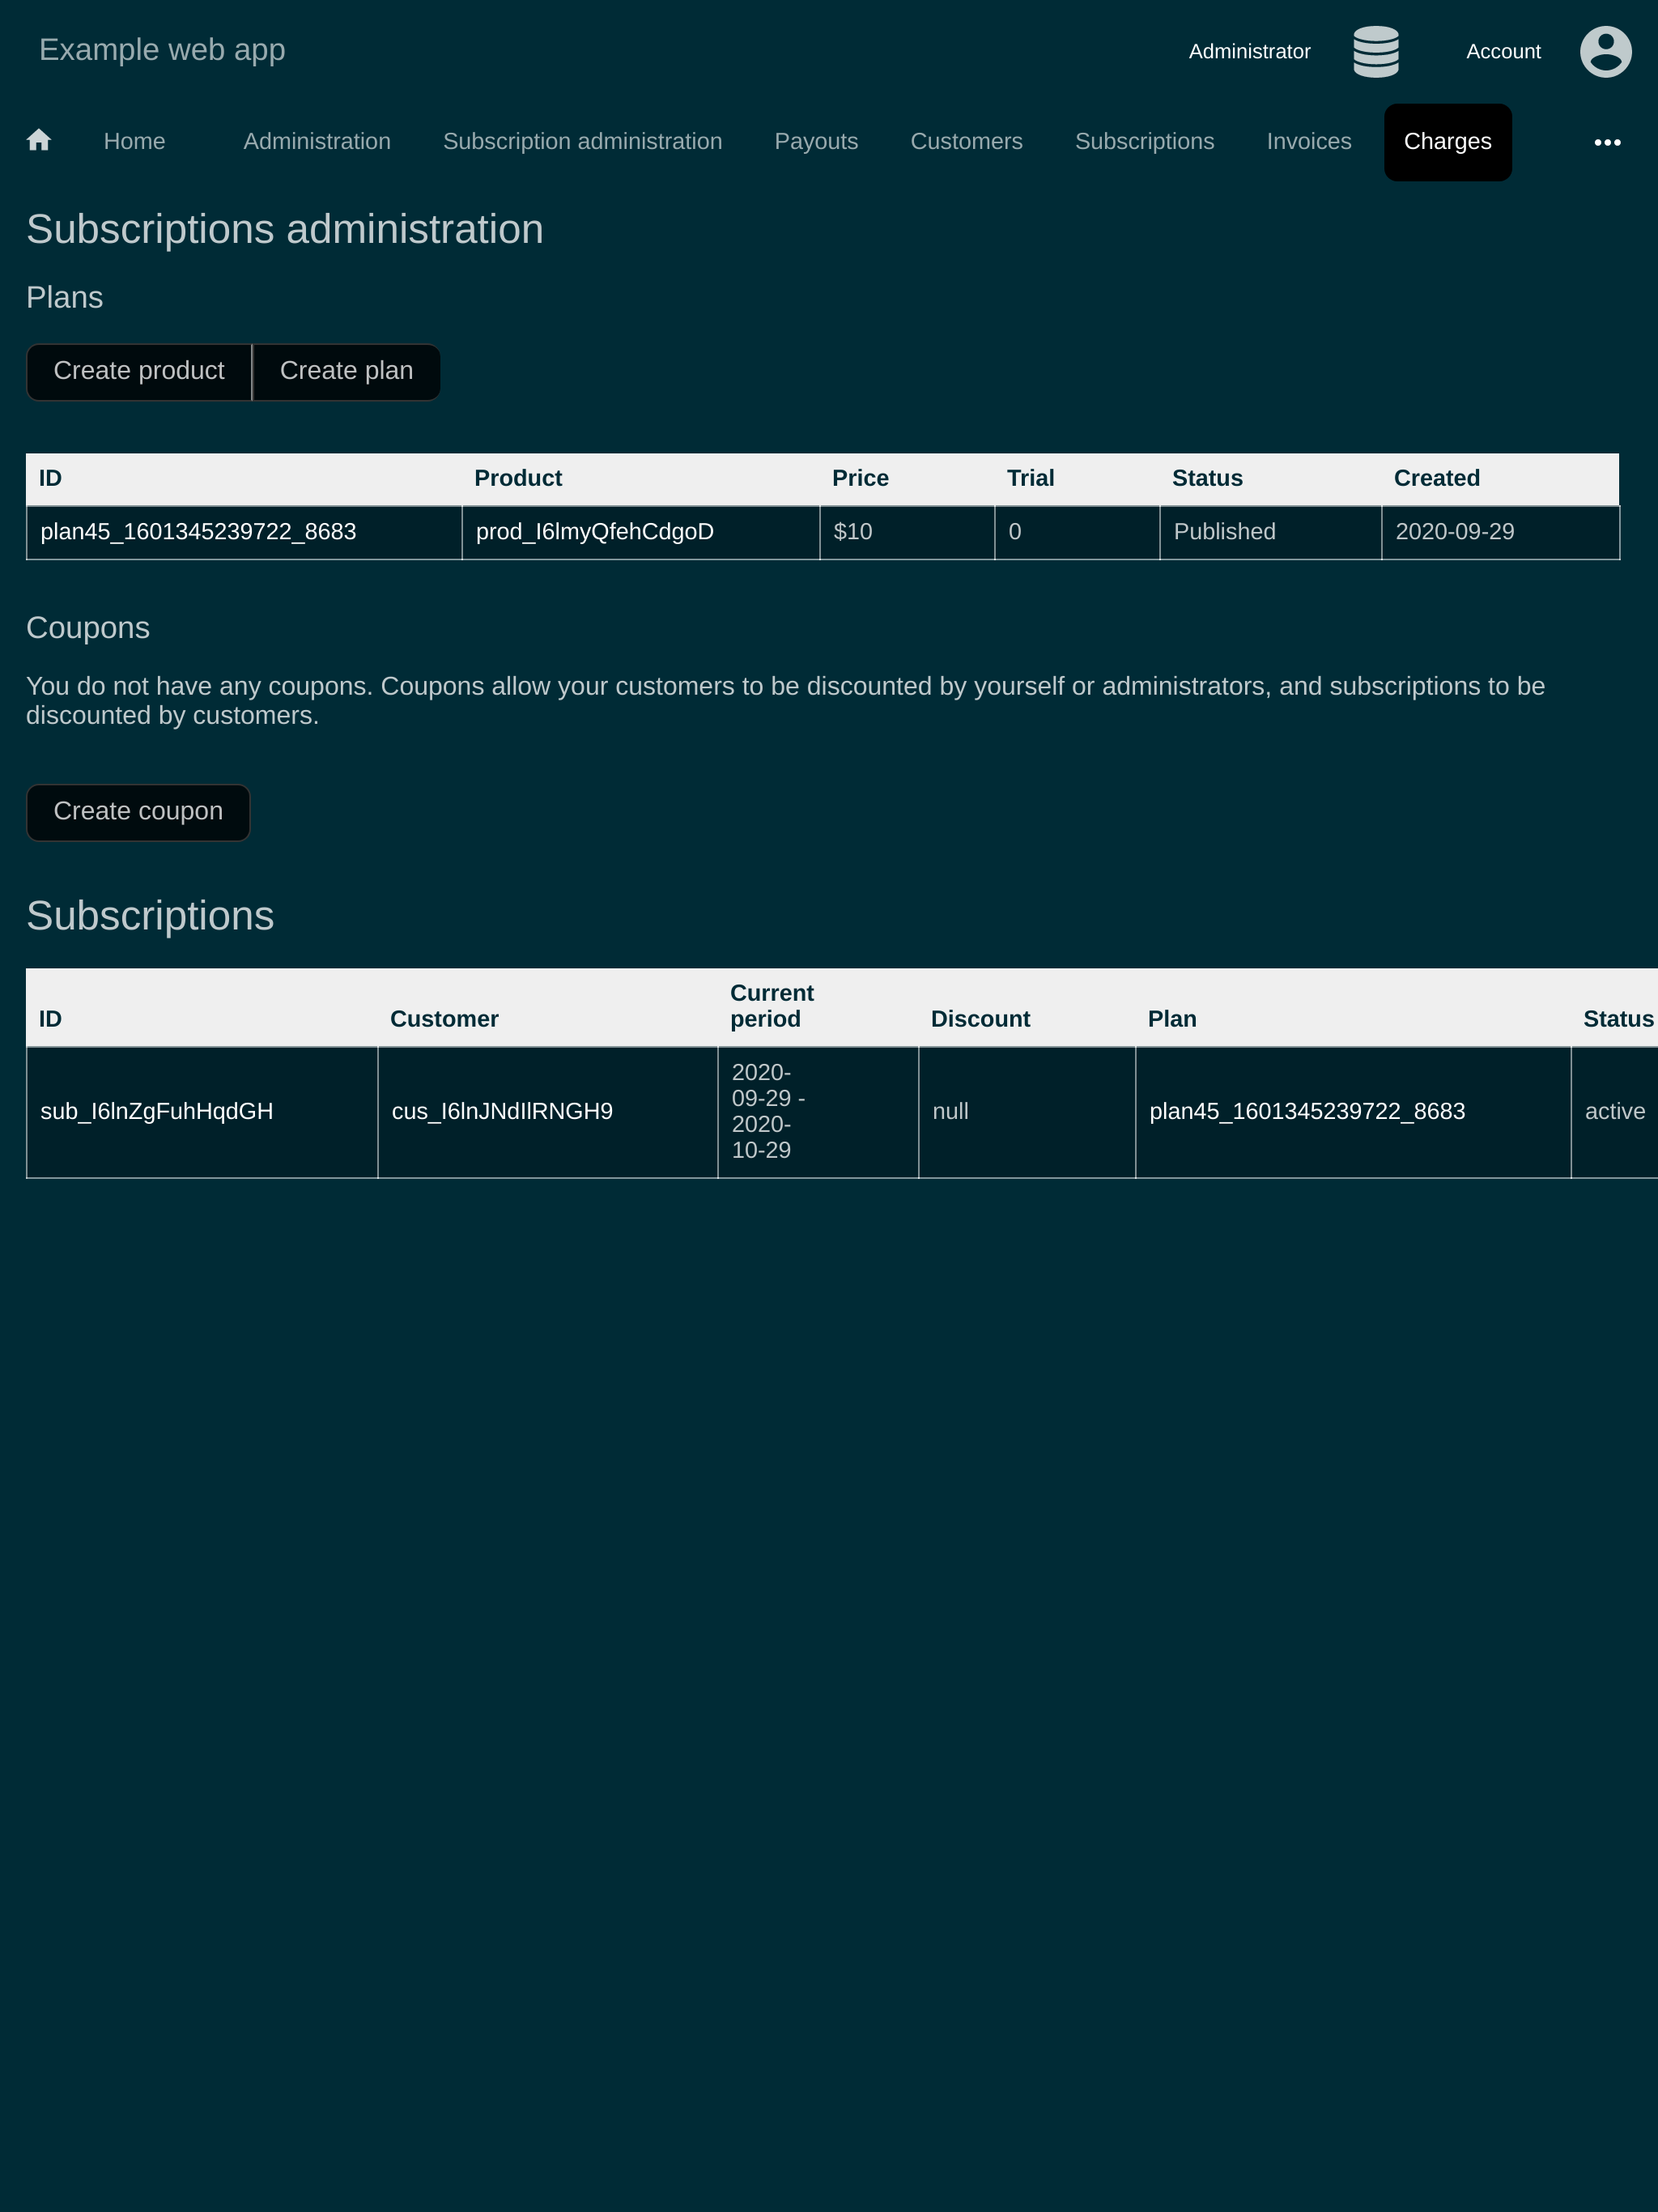 Example web app
Administrator
Account
Home
Administration
Subscription administration
Payouts
Customers
Subscriptions
Invoices
Charges
Subscriptions administration
Plans
Create product
Create plan
ID Product Price Trial Status Created
plan45_1601345239722_8683 prod_I6lmyQfehCdgoD $10 0 Published 2020-09-29
Coupons
You do not have any coupons. Coupons allow your customers to be discounted by yourself or administrators, and subscriptions to be
discounted by customers.
Create coupon
Subscriptions
ID Customer Current
period Discount Plan Status
sub_I6lnZgFuhHqdGH cus_I6lnJNdIlRNGH9 2020-
09-29 -
2020-
10-29
null plan45_1601345239722_8683 active